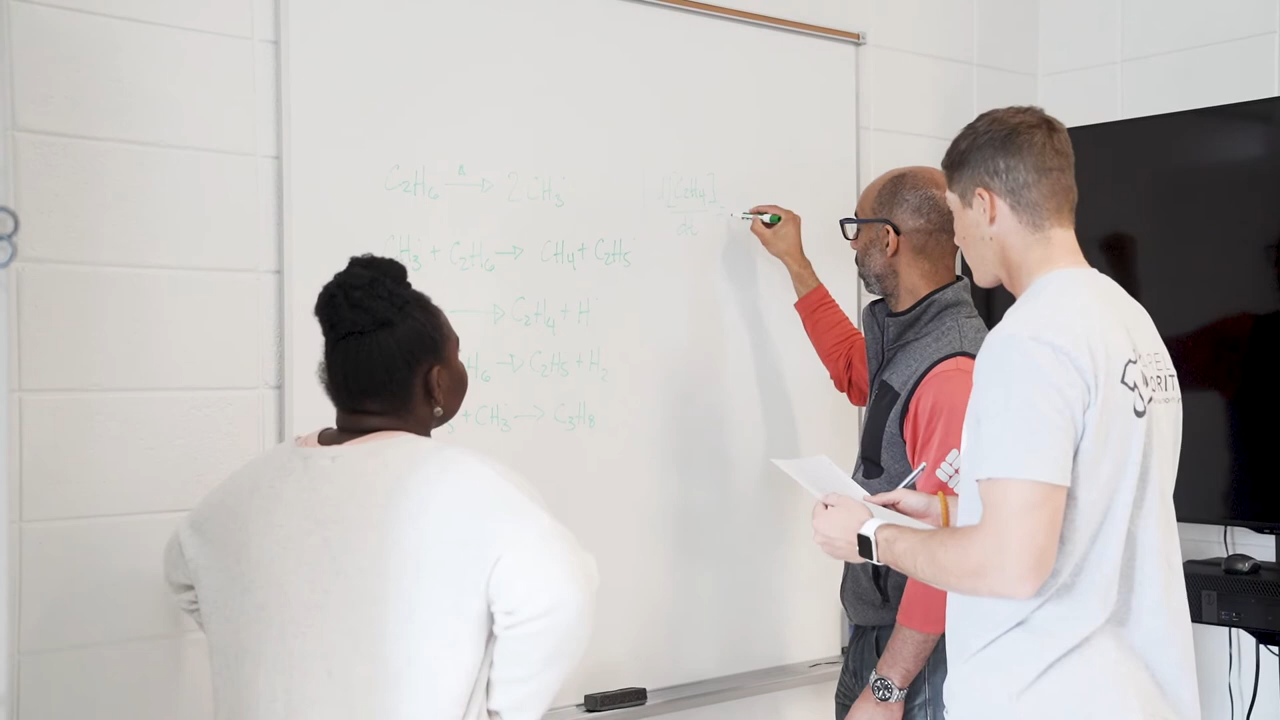 C2H6 →Δ 2 CH3·
CH3· + C2H6 → CH4 + C2H5·
→ C2H4 + H·
H6 → C2H5 + H2
+ CH3· → C3H8
d[C2H4]
dt